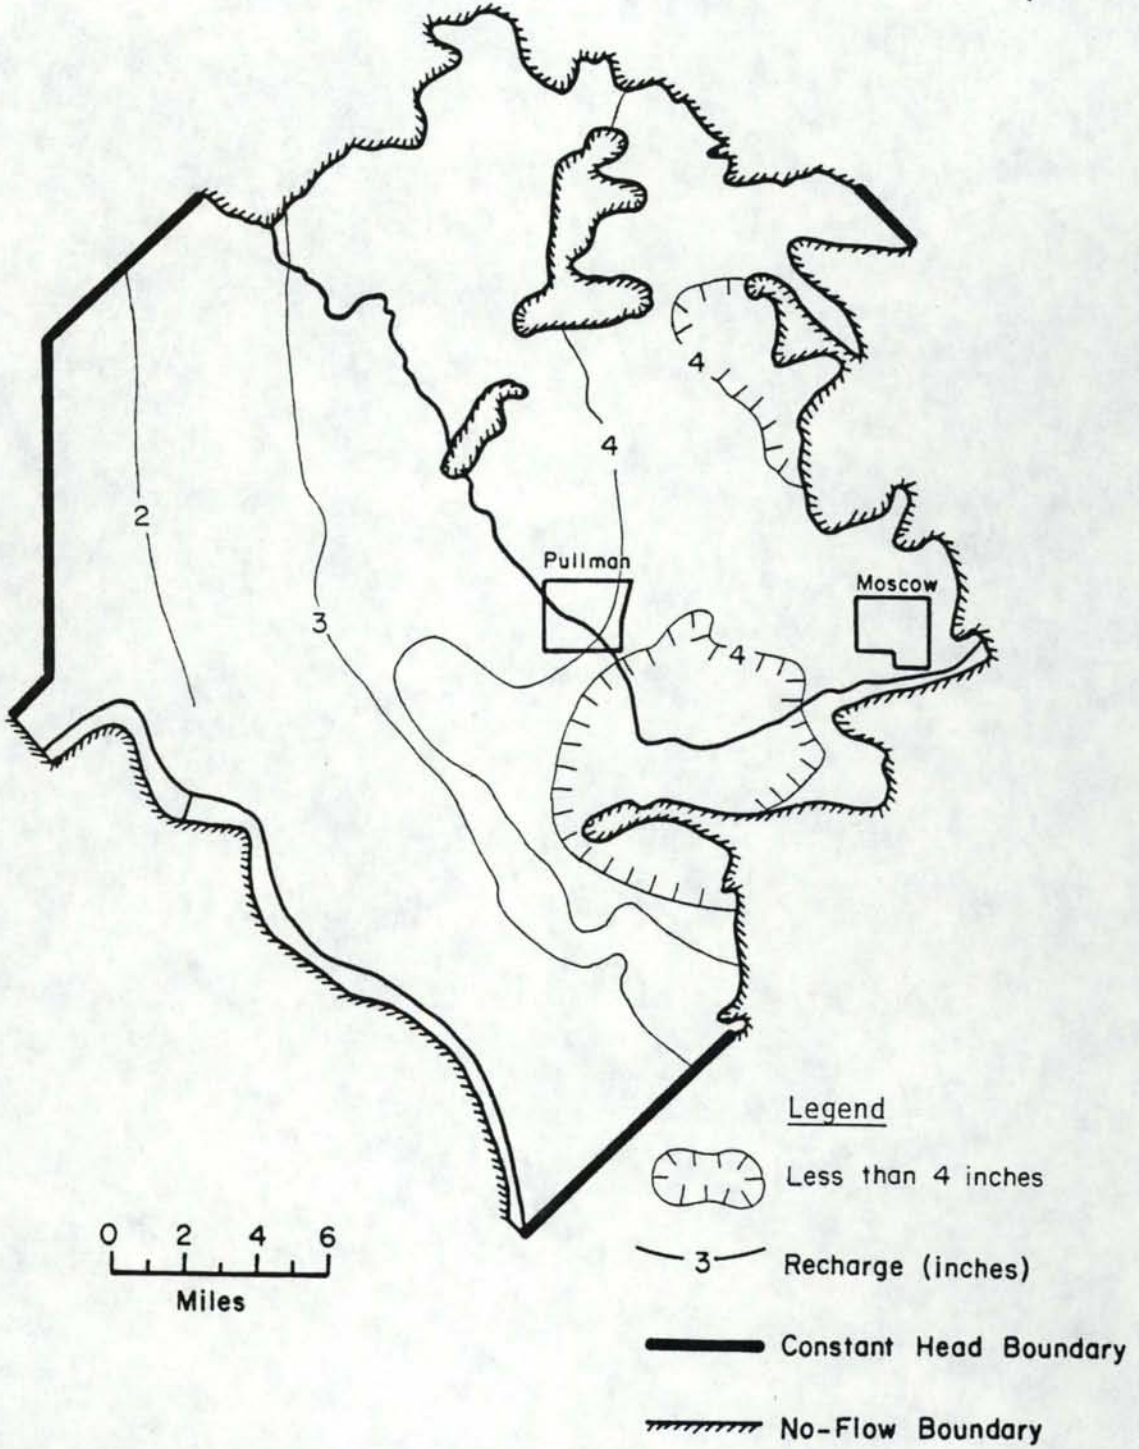 4
4
2
Pullman
Moscow
3
4
Legend
Less than 4 inches
0 2 4 6
Miles
3
Recharge (inches)
Constant Head Boundary
No-Flow Boundary